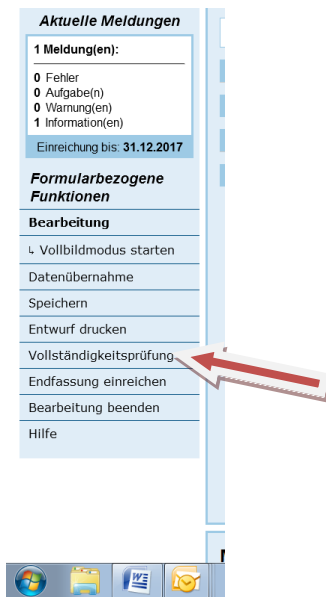 Aktuelle Meldungen
1 Meldung(en):
0 Fehler
0 Aufgabe(n)
0 Warnung(en)
1 Information(en)
Einreichung bis: 31.12.2017
Formularbezogene
Funktionen
Bearbeitung
↳ Vollbildmodus starten
Datenübernahme
Speichern
Entwurf drucken
Vollständigkeitsprüfung
Endfassung einreichen
Bearbeitung beenden
Hilfe